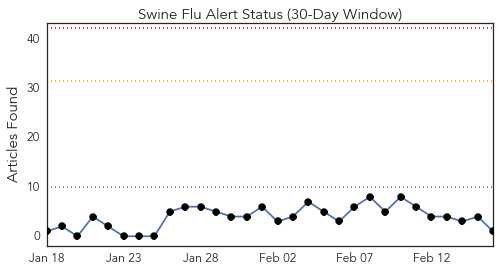 Swine Flu Alert Status (30-Day Window)
40
30
20
10
0
Articles Found
Jan 18
Jan 23
Jan 28
Feb 02
Feb 07
Feb 12